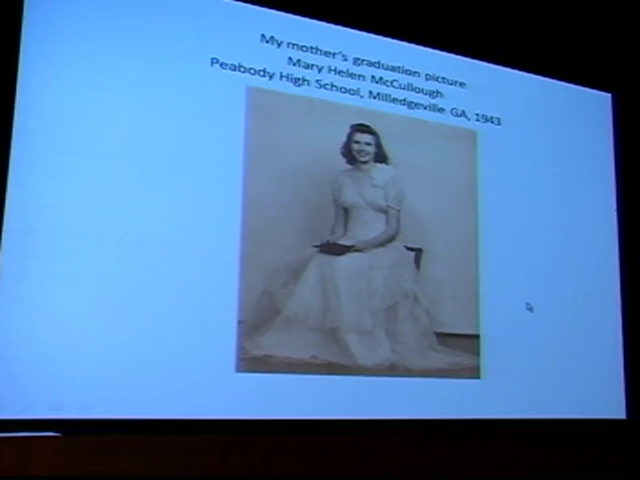 My mother's graduation picture
Mary Helen McCullough
Peabody High School, Milledgeville GA, 1943